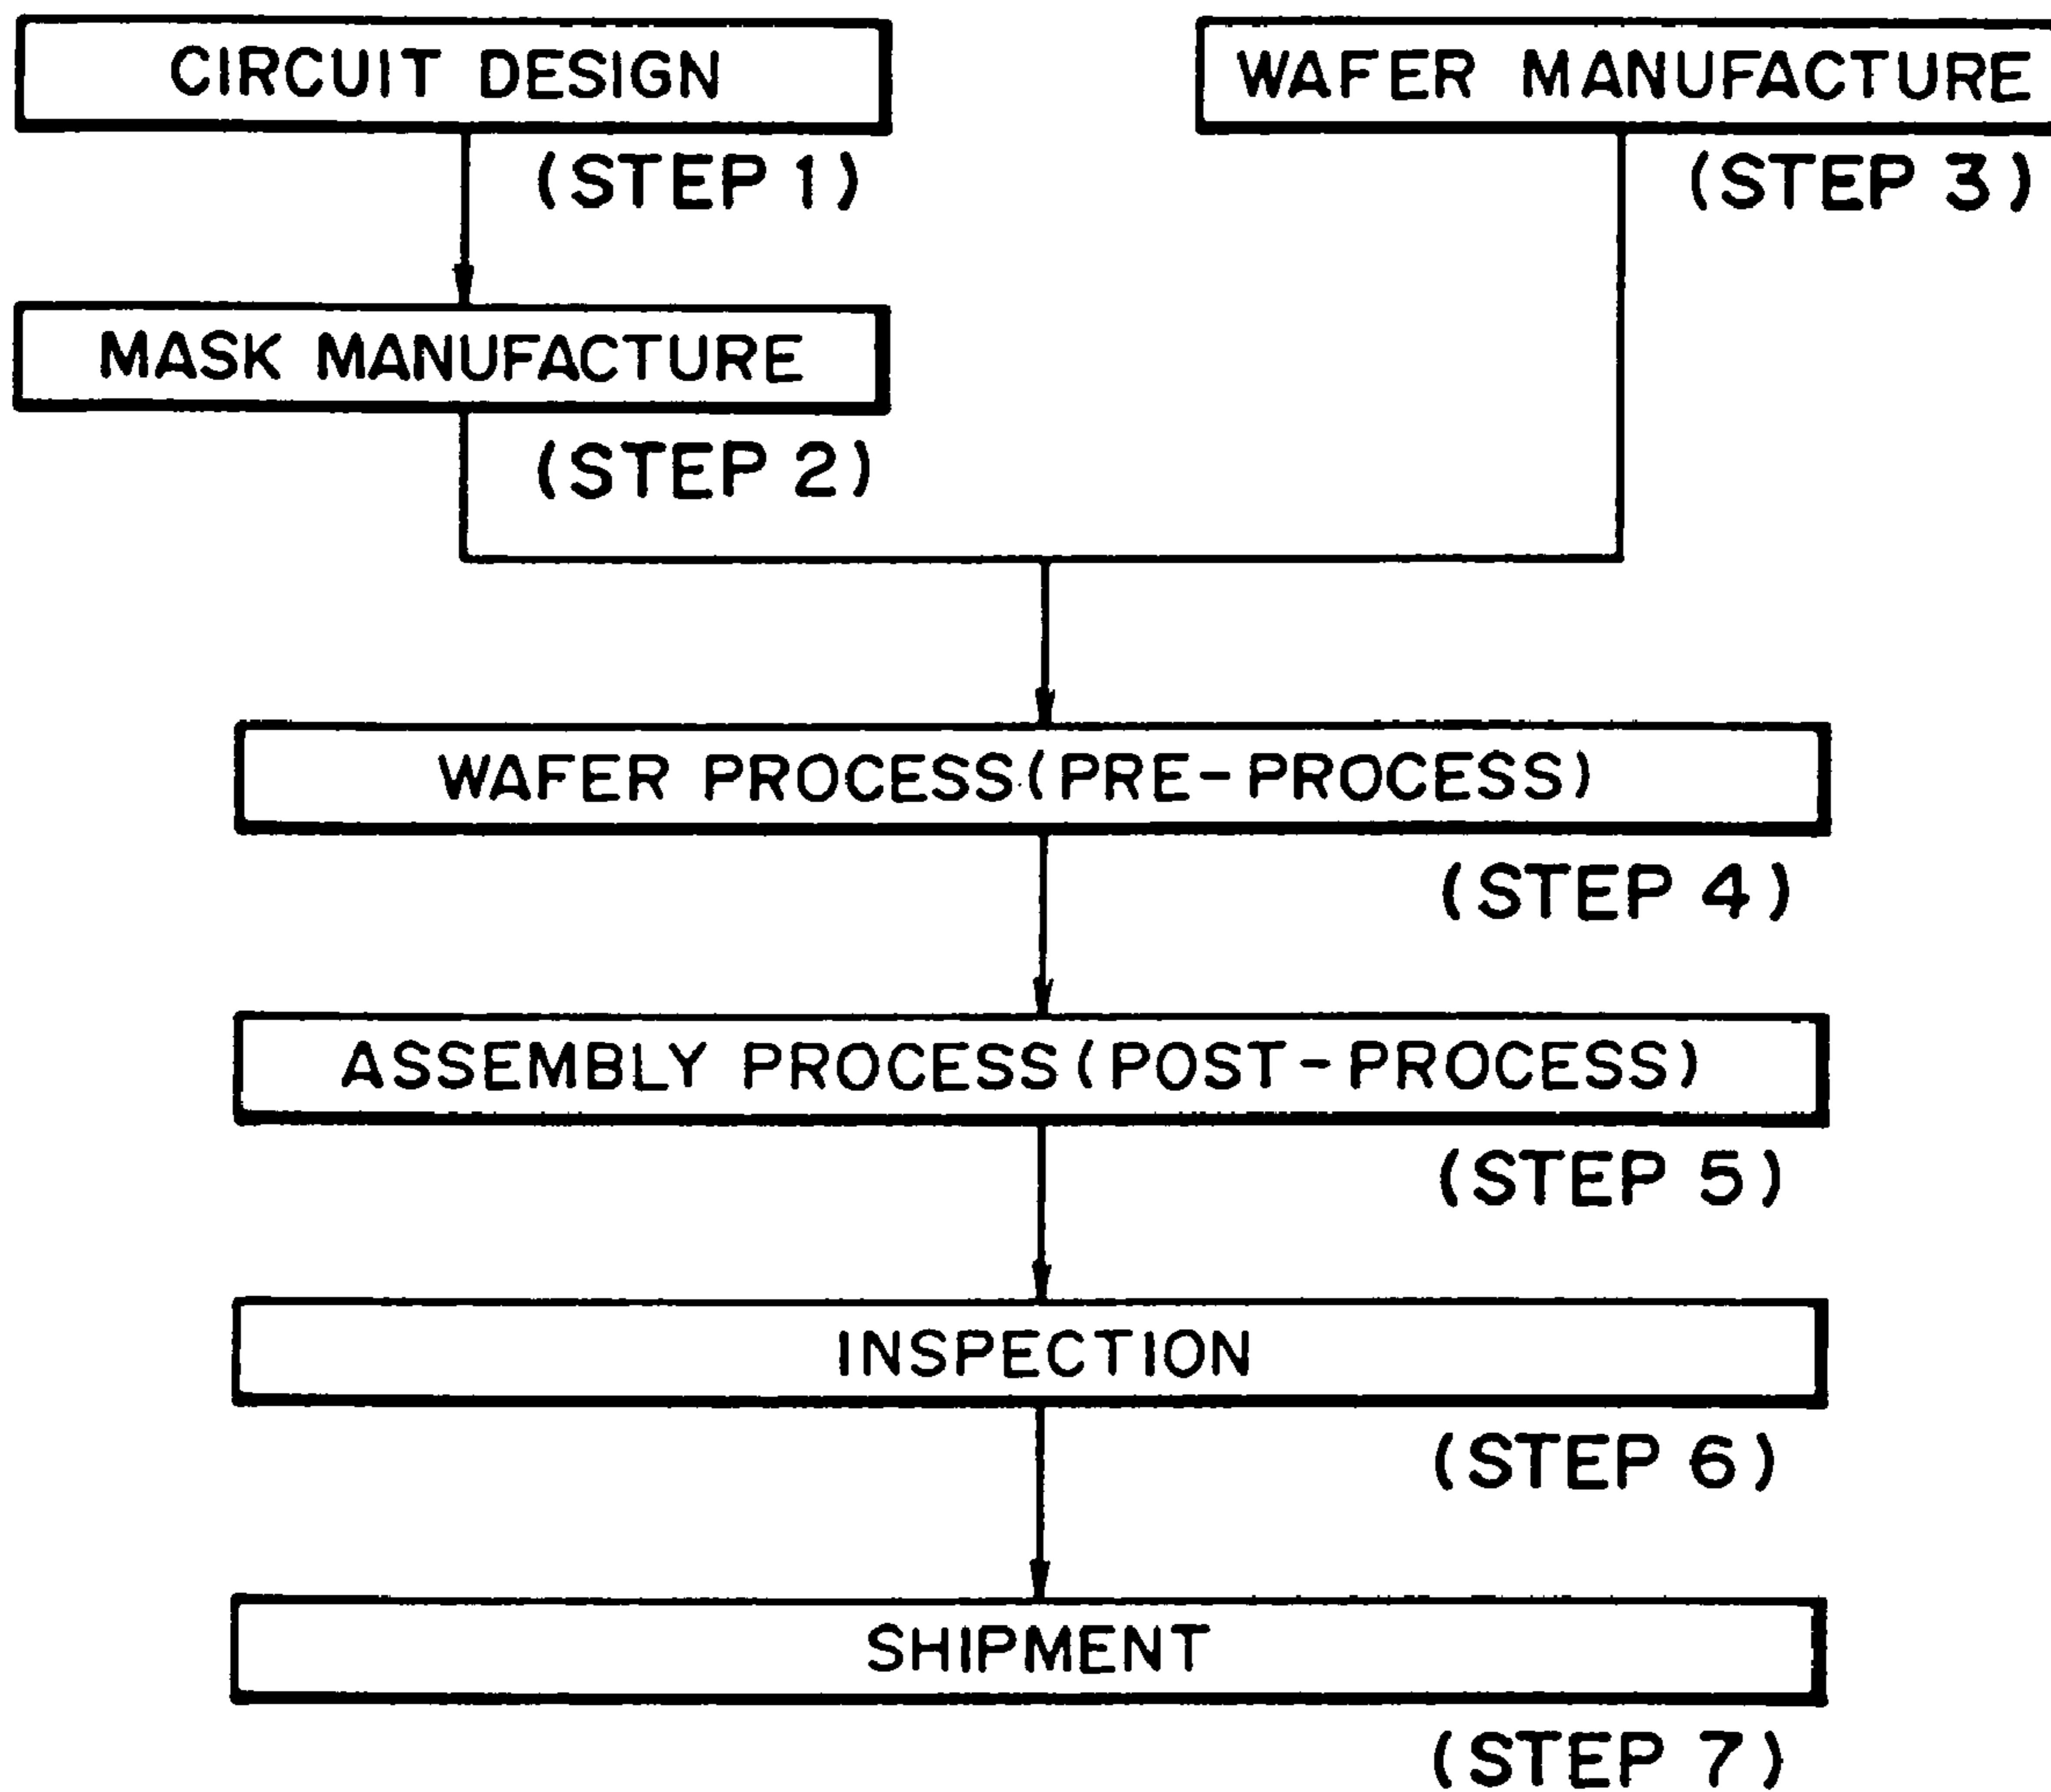 CIRCUIT DESIGN
(STEP 1)
WAFER MANUFACTURE
(STEP 3)
MASK MANUFACTURE
(STEP 2)
WAFER PROCESS(PRE-PROCESS)
(STEP 4)
ASSEMBLY PROCESS(POST-PROCESS)
(STEP 5)
INSPECTION
(STEP 6)
SHIPMENT
(STEP 7)